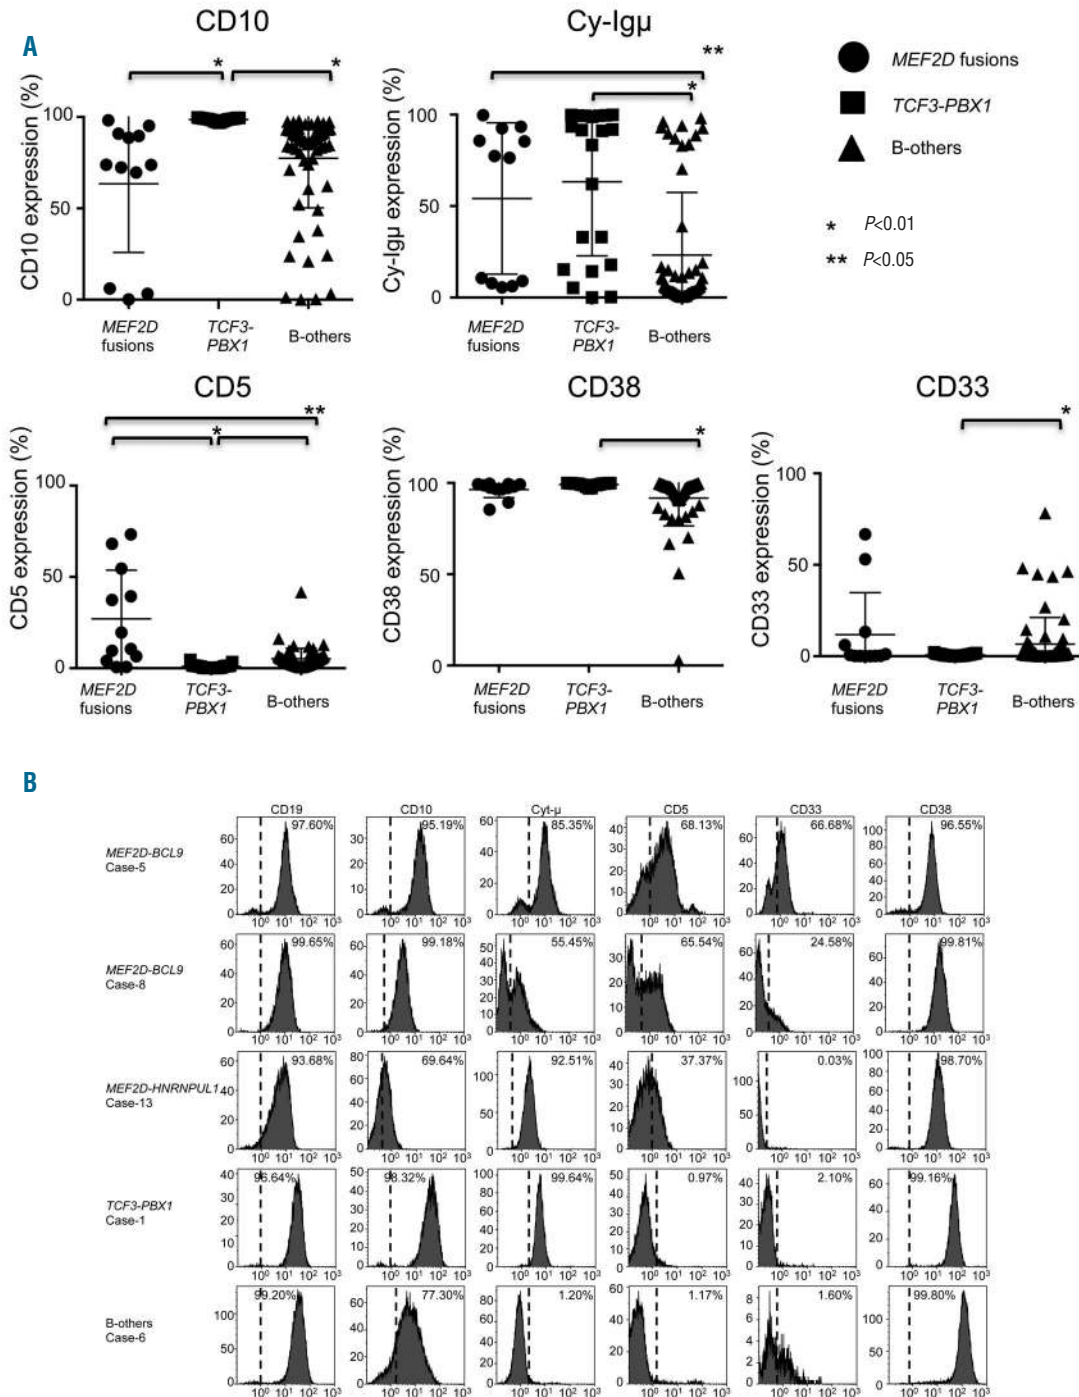 A
CD10
Cy-Igµ
CD10 expression (%)
100
50
0
*
*
MEF2D fusions
TCF3-PBX1
B-others
Cy-Igµ expression (%)
100
50
0
**
*
MEF2D fusions
TCF3-PBX1
B-others
MEF2D fusions
TCF3-PBX1
B-others
* P<0.01
** P<0.05
CD5
CD38
CD33
CD5 expression (%)
100
50
0
**
*
MEF2D fusions
TCF3-PBX1
B-others
CD38 expression (%)
100
50
0
*
MEF2D fusions
TCF3-PBX1
B-others
CD33 expression (%)
100
50
0
*
MEF2D fusions
TCF3-PBX1
B-others
B
CD19 CD10 Cyt-µ CD5 CD33 CD38
MEF2D-BCL9
Case-5
97.60% 95.19% 85.35% 68.13% 66.68% 96.55%
MEF2D-BCL9
Case-8
99.65% 99.18% 55.45% 65.54% 24.58% 99.81%
MEF2D-HNRNPUL1
Case-13
93.68% 69.64% 92.51% 37.37% 0.03% 98.70%
TCF3-PBX1
Case-1
96.64% 98.32% 99.64% 0.97% 2.10% 99.16%
B-others
Case-6
99.20% 77.30% 1.20% 1.17% 1.60% 99.80%